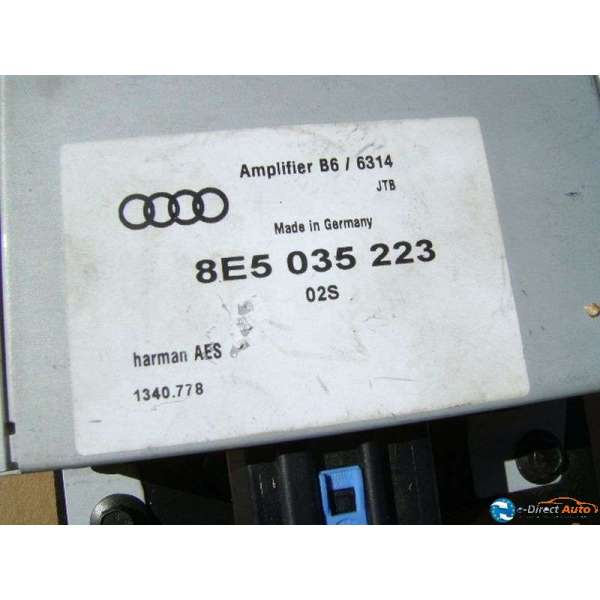 Amplifier B6 / 6314
JTB
Made in Germany
8E5 035 223
02S
harman AES
1340.778
e-Direct Auto